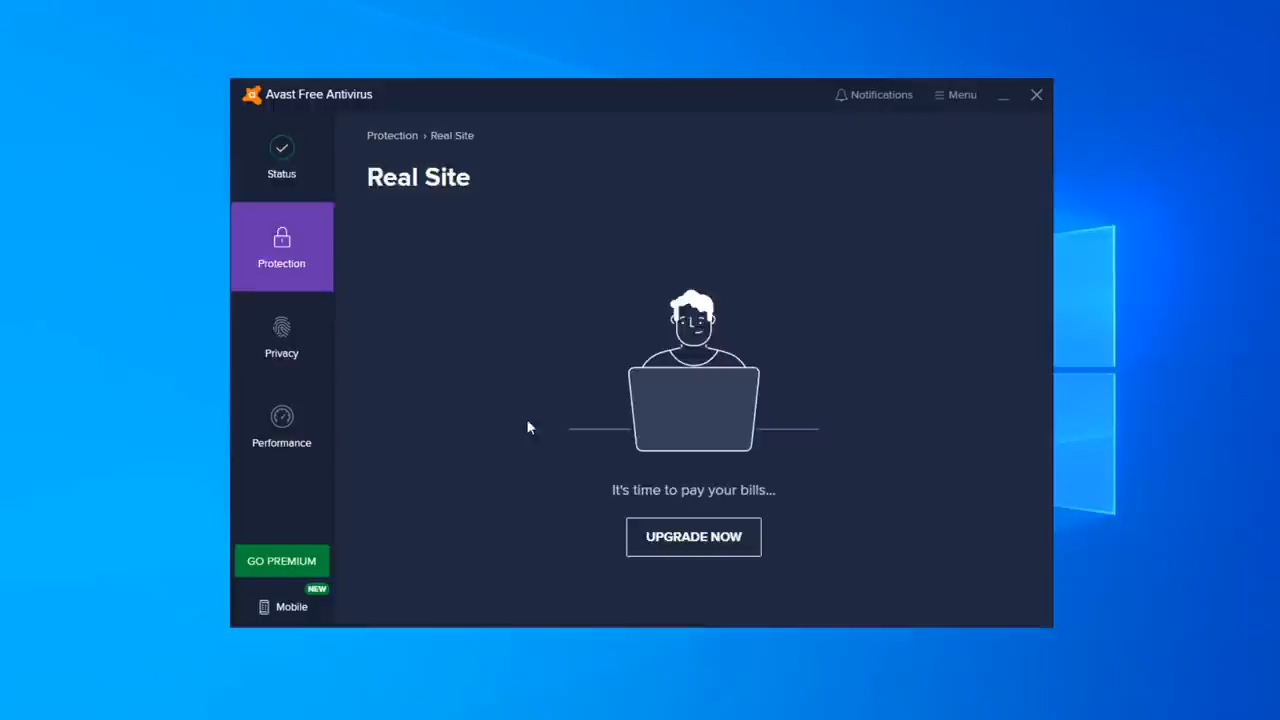 Avast Free Antivirus
Notifications
Menu
Status
Protection
Privacy
Performance
GO PREMIUM
NEW
Mobile
Protection › Real Site
Real Site
It's time to pay your bills...
UPGRADE NOW